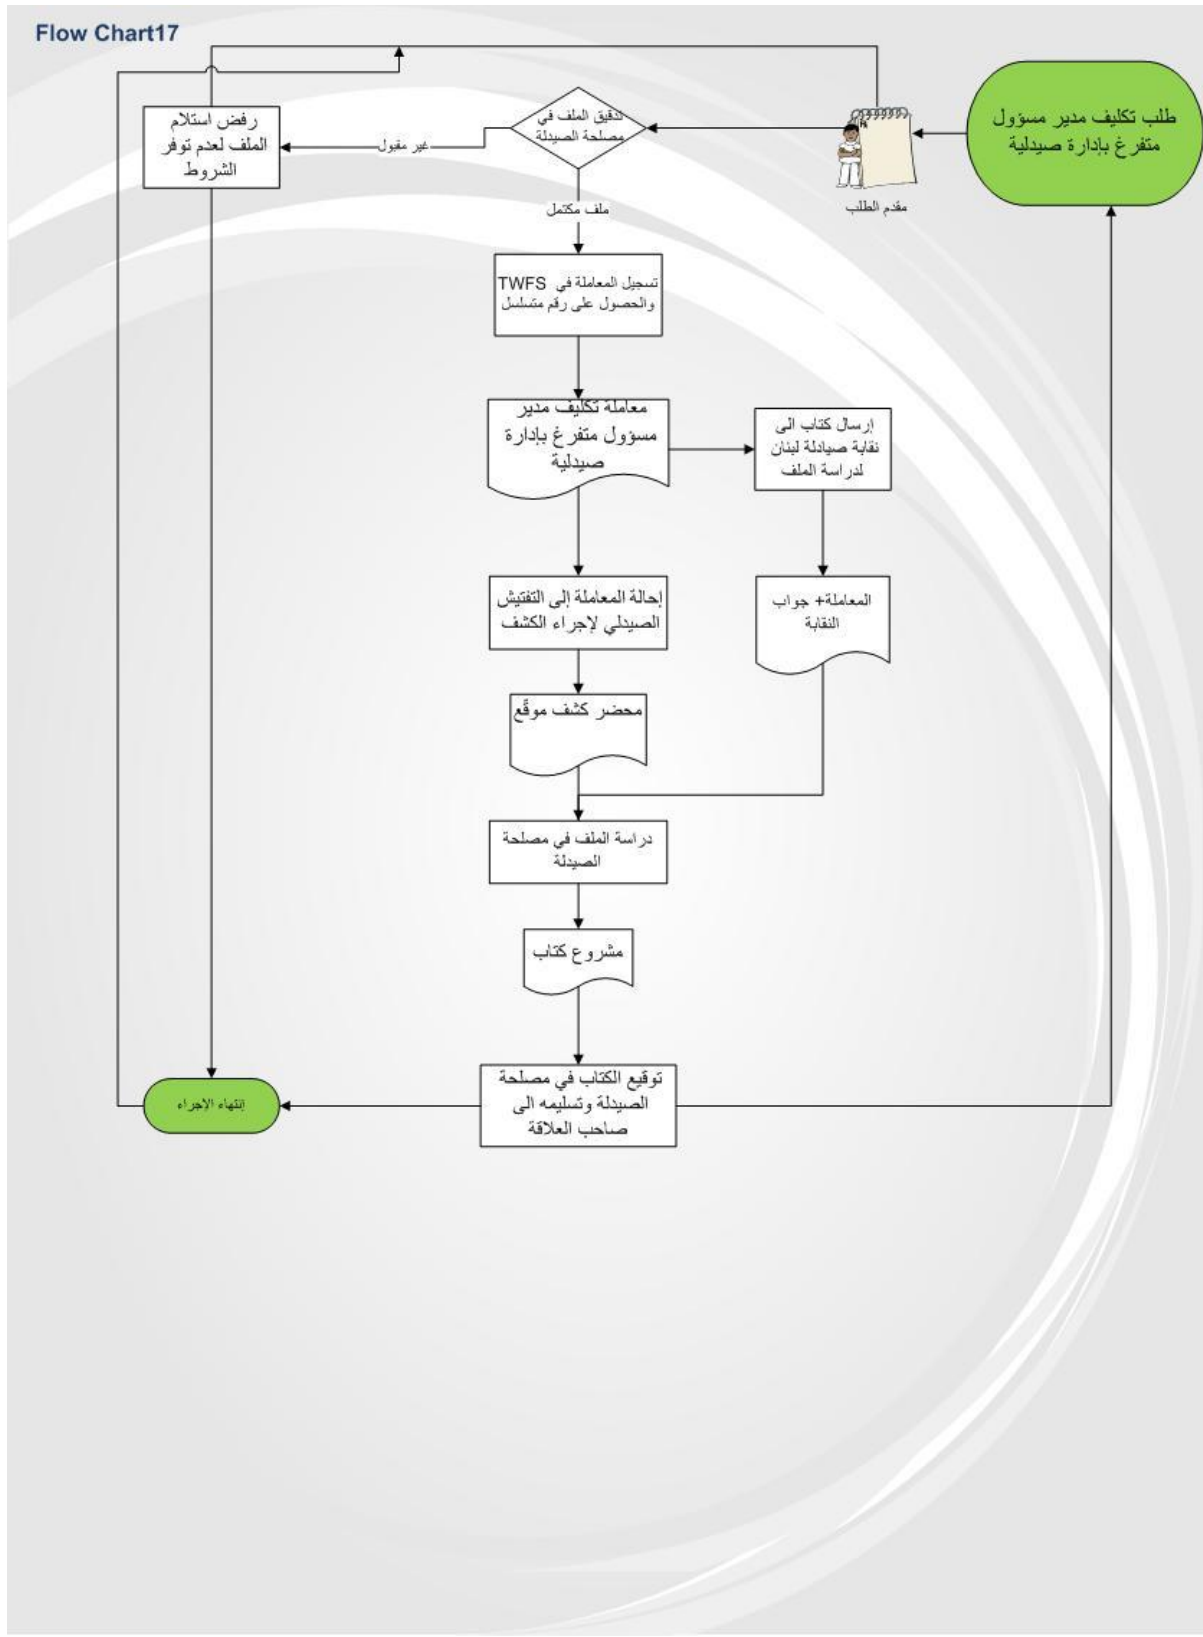 Flow Chart17
طلب تكليف مدير مسؤول
متفرغ بإدارة صيدلية
مقدم الطلب
تدقيق الملف في
مصلحة الصيدلة
غير مقبول
رفض استلام
الملف لعدم توفر
الشروط
ملف مكتمل
تسجيل المعاملة في TWFS
والحصول على رقم متسلسل
معاملة تكليف مدير
مسؤول متفرغ بإدارة
صيدلية
إرسال كتاب الى
نقابة صيادلة لبنان
لدراسة الملف
إحالة المعاملة إلى التفتيش
الصيدلي لإجراء الكشف
المعاملة+ جواب
النقابة
محضر كشف موقّع
دراسة الملف في مصلحة
الصيدلة
مشروع كتاب
توقيع الكتاب في مصلحة
الصيدلة وتسليمه الى
صاحب العلاقة
إنتهاء الإجراء